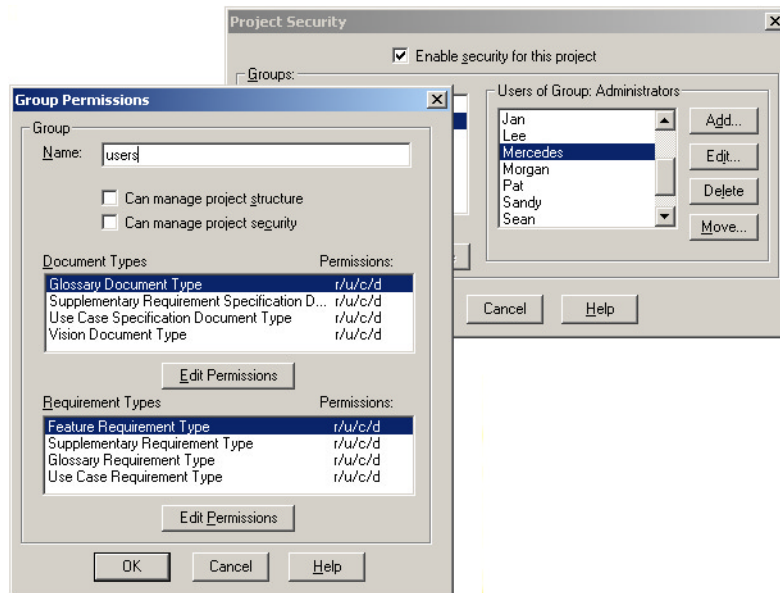 Project Security
Enable security for this project
Groups:
Users of Group: Administrators
Jan
Lee
Mercedes
Morgan
Pat
Sandy
Sean
Add...
Edit...
Delete
Move...
Cancel
Help
Group Permissions
Group
Name:
users
Can manage project structure
Can manage project security
Document Types Permissions:
Glossary Document Type r/u/c/d
Supplementary Requirement Specification D... r/u/c/d
Use Case Specification Document Type r/u/c/d
Vision Document Type r/u/c/d
Edit Permissions
Requirement Types Permissions:
Feature Requirement Type r/u/c/d
Supplementary Requirement Type r/u/c/d
Glossary Requirement Type r/u/c/d
Use Case Requirement Type r/u/c/d
Edit Permissions
OK
Cancel
Help